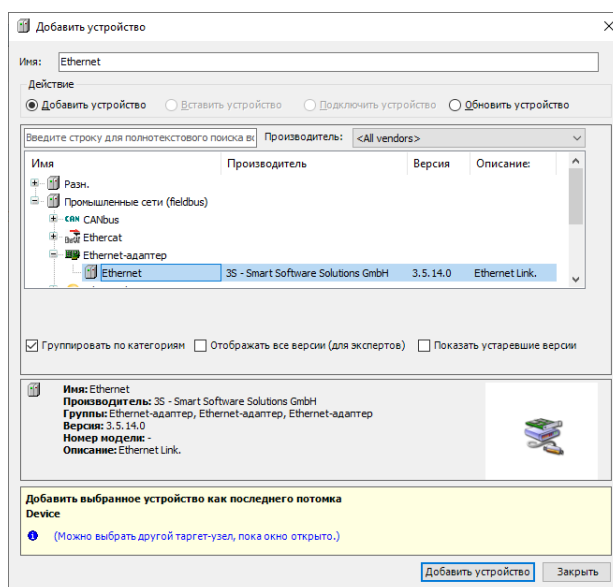 Добавить устройство
Имя: Ethernet
Действие
Добавить устройство Вставить устройство Подключить устройство Обновить устройство
Введите строку для полнотекстового поиска вс Производитель: <All vendors>
Имя Производитель Версия Описание:
Разн.
Промышленные сети (fieldbus)
CAN CANbus
Ethercat
Ethernet-адаптер
Ethernet 3S - Smart Software Solutions GmbH 3.5.14.0 Ethernet Link.
Группировать по категориям Отображать все версии (для экспертов) Показать устаревшие версии
Имя: Ethernet
Производитель: 3S - Smart Software Solutions GmbH
Группы: Ethernet-адаптер, Ethernet-адаптер, Ethernet-адаптер
Версия: 3.5.14.0
Номер модели: -
Описание: Ethernet Link.
Добавить выбранное устройство как последнего потомка
Device
(Можно выбрать другой таргет-узел, пока окно открыто.)
Добавить устройство Закрыть